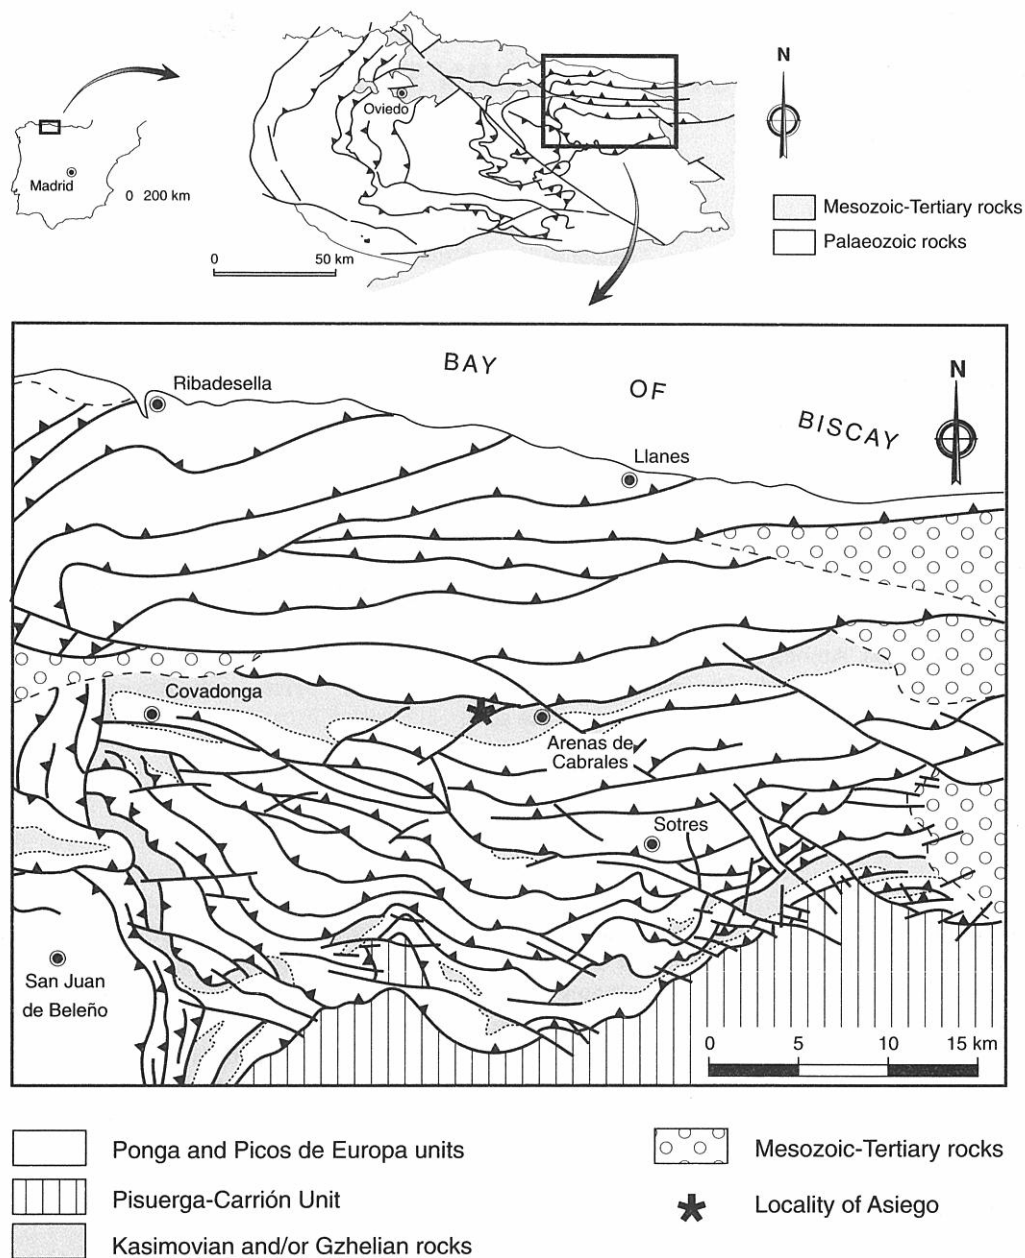 N
Oviedo
Madrid
0 200 km
Mesozoic-Tertiary rocks
Palaeozoic rocks
0 50 km
BAY OF BISCAY
N
Ribadesella
Llanes
Covadonga
Arenas de
Cabrales
Sotres
San Juan
de Beleño
0 5 10 15 km
Ponga and Picos de Europa units
Mesozoic-Tertiary rocks
Pisuerga-Carrión Unit
Locality of Asiego
Kasimovian and/or Gzhelian rocks